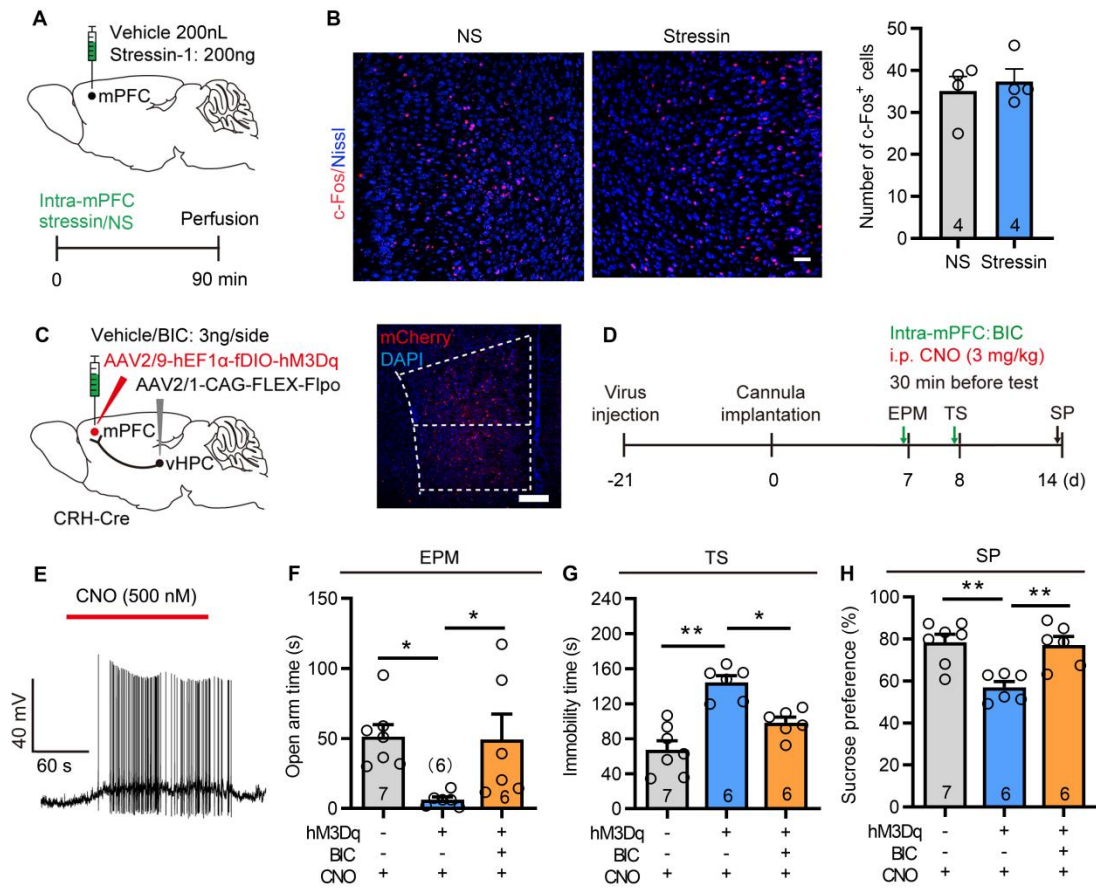 A
Vehicle 200nL
Stressin-1: 200ng
mPFC
Intra-mPFC
stressin/NS
Perfusion
0
90 min
B
NS
Stressin
c-Fos/Nissl
Number of c-Fos+ cells
50
40
30
20
10
0
4
4
NS
Stressin
C
Vehicle/BIC: 3ng/side
AAV2/9-hEF1α-fDIO-hM3Dq
AAV2/1-CAG-FLEX-Flpo
mPFC
vHPC
CRH-Cre
mCherry
DAPI
D
Intra-mPFC:BIC
i.p. CNO (3 mg/kg)
30 min before test
Virus
injection
Cannula
implantation
EPM
TS
SP
-21
0
7
8
14 (d)
E
CNO (500 nM)
40 mV
60 s
F
EPM
Open arm time (s)
150
100
50
0
*
*
7
(6)
6
hM3Dq - + +
BIC - - +
CNO + + +
G
TS
Immobility time (s)
240
200
160
120
80
40
0
**
*
7
6
6
hM3Dq - + +
BIC - - +
CNO + + +
H
SP
Sucrose preference (%)
100
80
60
40
20
0
**
**
7
6
6
hM3Dq - + +
BIC - - +
CNO + + +